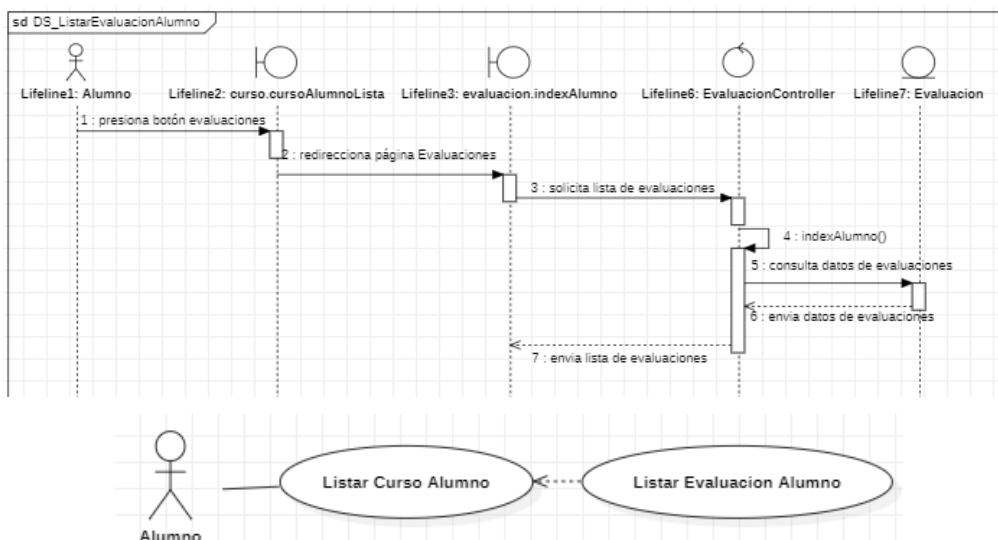 sd DS_ListarEvaluacionAlumno
Lifeline1: Alumno
Lifeline2: curso.cursoAlumnoLista
Lifeline3: evaluacion.indexAlumno
Lifeline6: EvaluacionController
Lifeline7: Evaluacion
1 : presiona botón evaluaciones
2 : redirecciona página Evaluaciones
3 : solicita lista de evaluaciones
4 : indexAlumno()
5 : consulta datos de evaluaciones
6 : envia datos de evaluaciones
7 : envia lista de evaluaciones
Listar Curso Alumno
Listar Evaluacion Alumno
Alumno